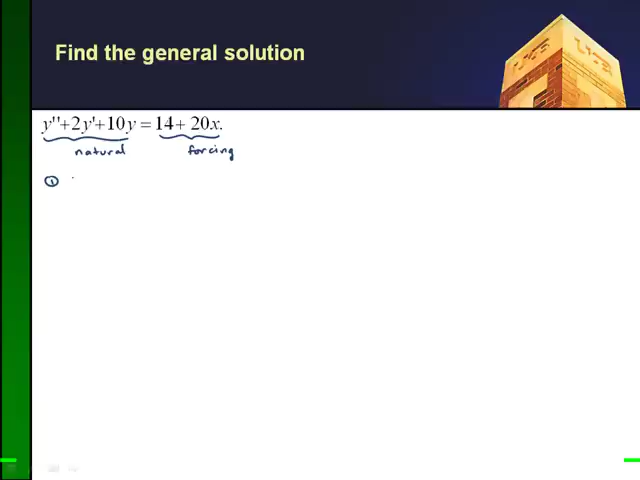 Find the general solution
y''+2y'+10y = 14+ 20x.
natural forcing
①